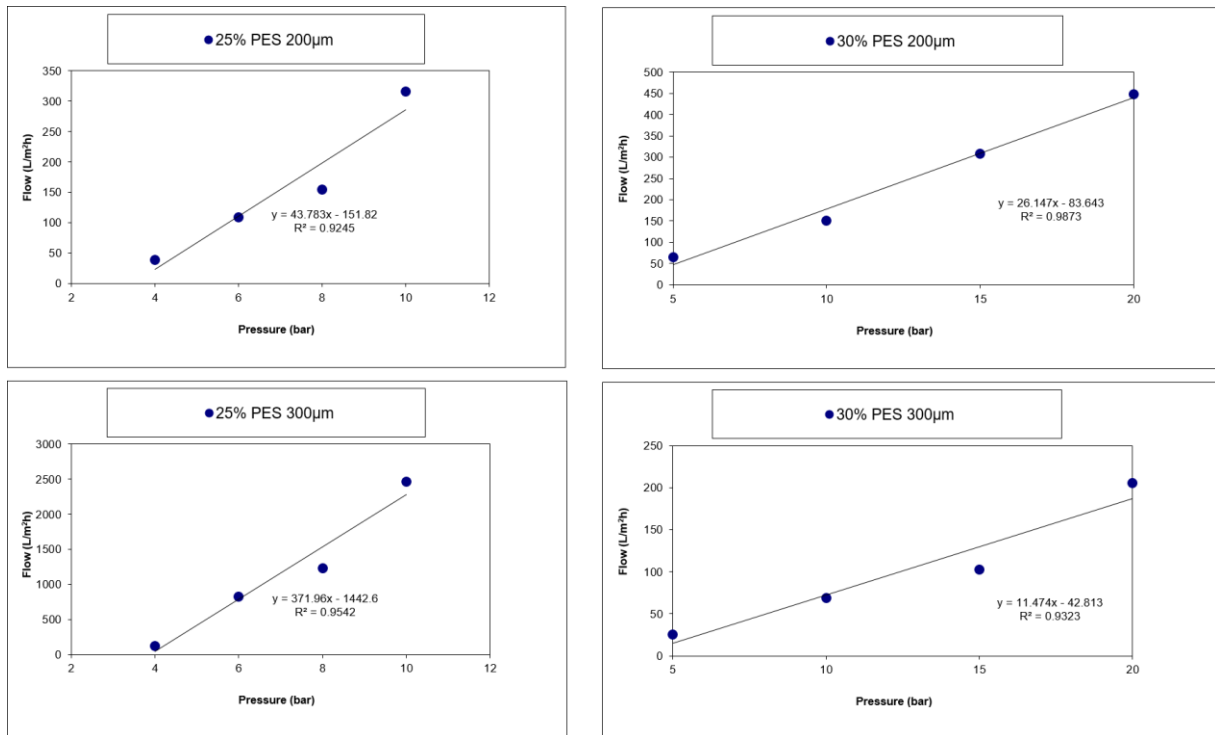 25% PES 200µm
350
300
250
200
150
100
50
0
Flow (L/m²h)
y = 43.783x - 151.82
R² = 0.9245
2 4 6 8 10 12
Pressure (bar)
30% PES 200µm
500
450
400
350
300
250
200
150
100
50
0
Flow (L/m²h)
y = 26.147x - 83.643
R² = 0.9873
5 10 15 20
Pressure (bar)
25% PES 300µm
3000
2500
2000
1500
1000
500
0
Flow (L/m²h)
y = 371.96x - 1442.6
R² = 0.9542
2 4 6 8 10 12
Pressure (bar)
30% PES 300µm
250
200
150
100
50
0
Flow (L/m²h)
y = 11.474x - 42.813
R² = 0.9323
5 10 15 20
Pressure (bar)